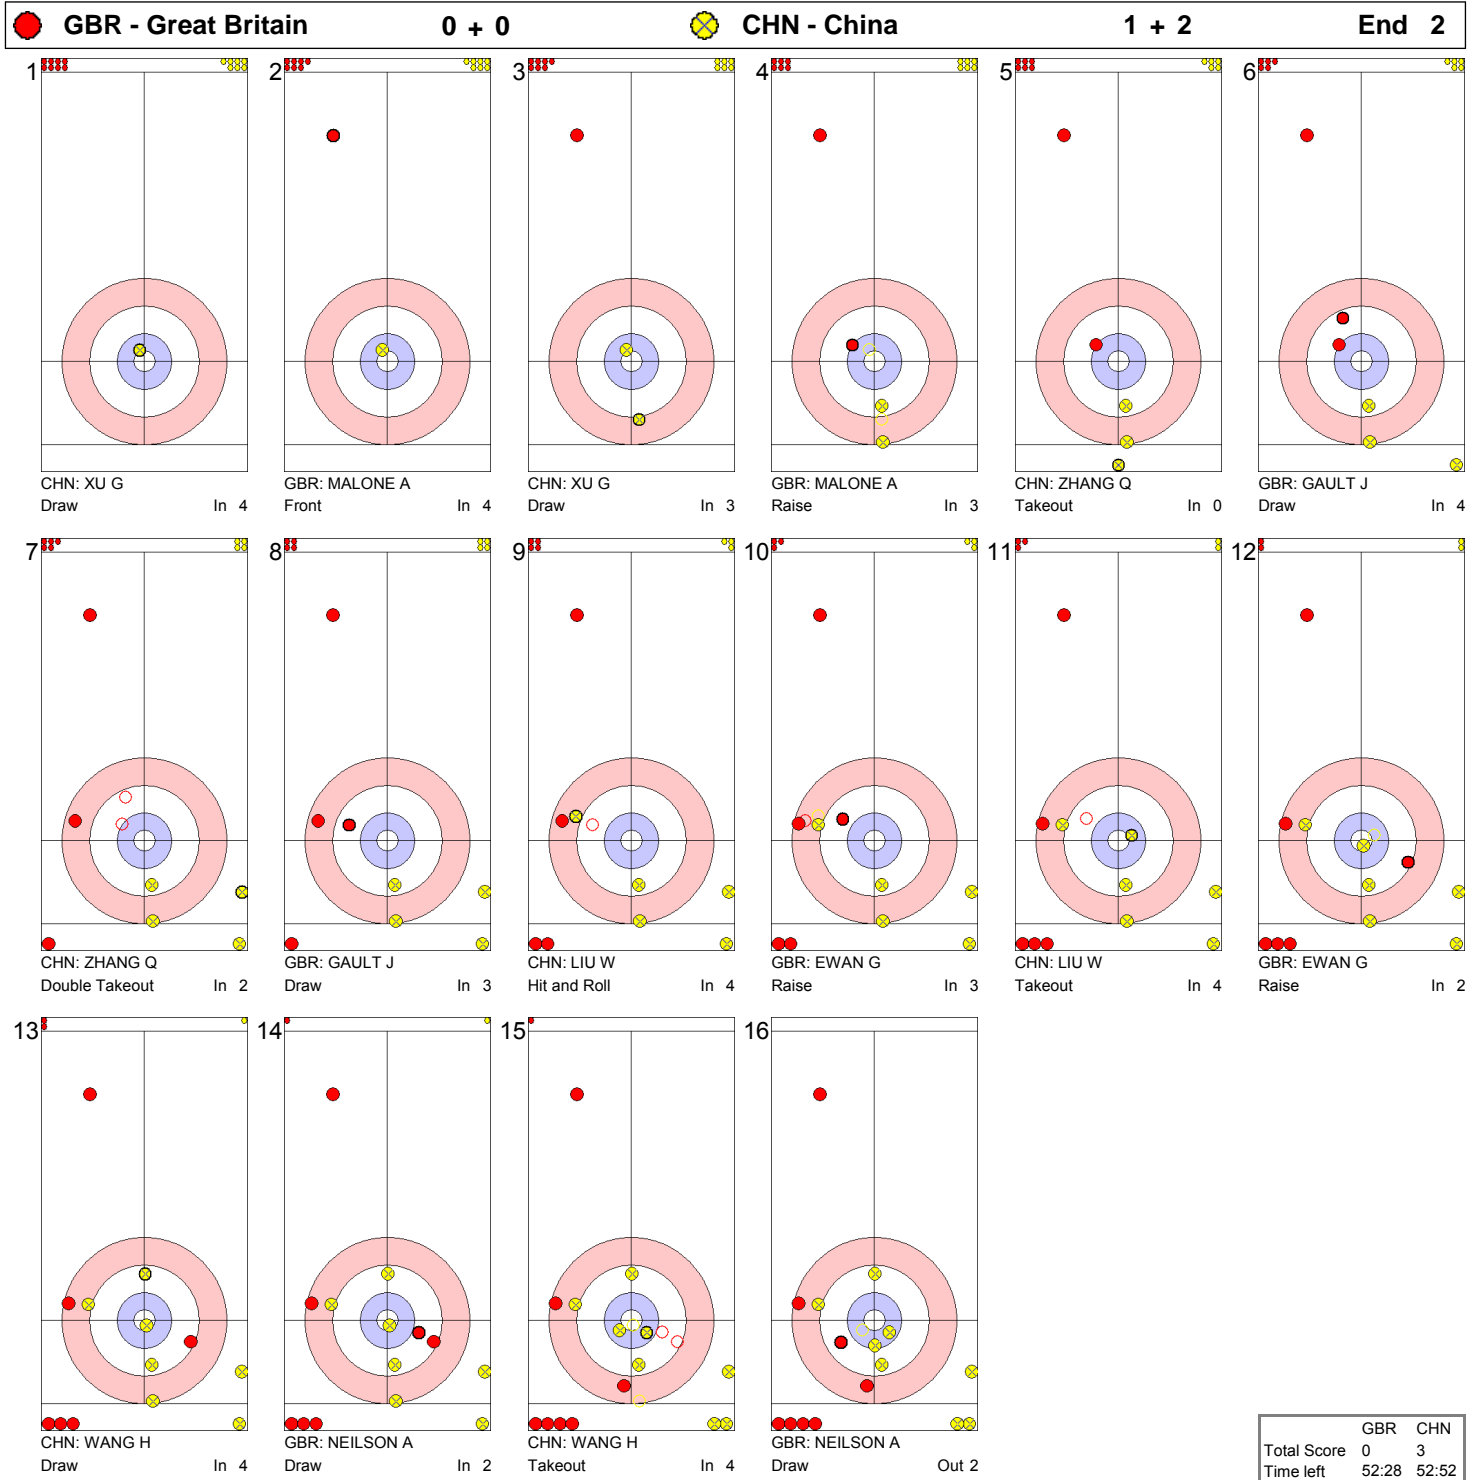 GBR - Great Britain 0 + 0 CHN - China 1 + 2 End 2
1 2 3 4 5 6
CHN: XU G GBR: MALONE A CHN: XU G GBR: MALONE A CHN: ZHANG Q GBR: GAULT J
Draw In 4 Front In 4 Draw In 3 Raise In 3 Takeout In 0 Draw In 4
7 8 9 10 11 12
CHN: ZHANG Q GBR: GAULT J CHN: LIU W GBR: EWAN G CHN: LIU W GBR: EWAN G
Double Takeout In 2 Draw In 3 Hit and Roll In 4 Raise In 3 Takeout In 4 Raise In 2
13 14 15 16
CHN: WANG H GBR: NEILSON A CHN: WANG H GBR: NEILSON A
Draw In 4 Draw In 2 Takeout In 4 Draw Out 2
GBR CHN
Total Score 0 3
Time left 52:28 52:52